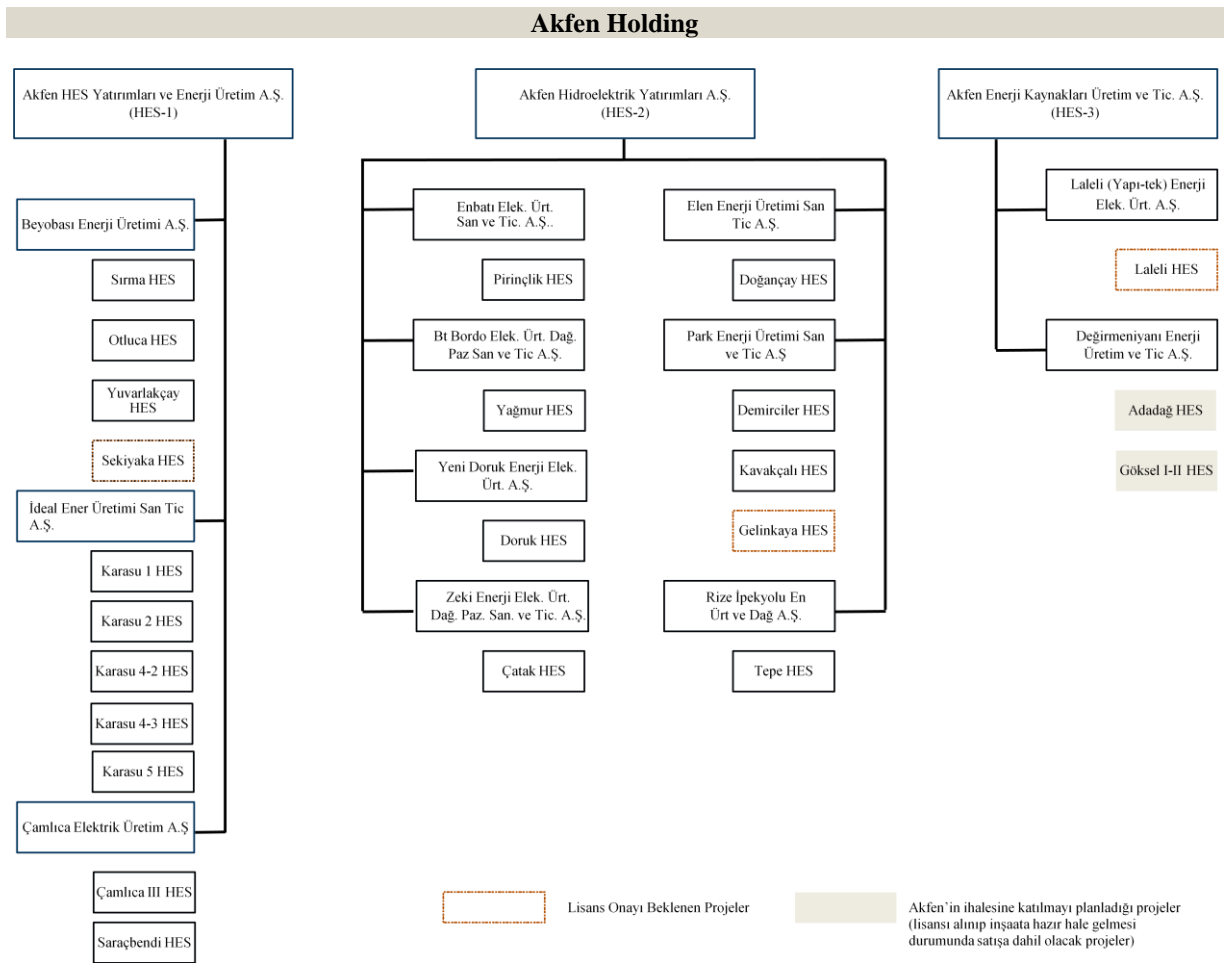 Akfen Holding
Akfen HES Yatırımları ve Enerji Üretim A.Ş.
(HES-1)
Beyobası Enerji Üretimi A.Ş.
Sırma HES
Otluca HES
Yuvarlakçay
HES
Sekiyaka HES
İdeal Ener Üretimi San Tic
A.Ş.
Karasu 1 HES
Karasu 2 HES
Karasu 4-2 HES
Karasu 4-3 HES
Karasu 5 HES
Çamlıca Elektrik Üretim A.Ş
Çamlıca III HES
Saraçbendi HES
Akfen Hidroelektrik Yatırımları A.Ş.
(HES-2)
Enbatı Elek. Ürt.
San ve Tic. A.Ş..
Pirinçlik HES
Bt Bordo Elek. Ürt. Dağ.
Paz San ve Tic A.Ş.
Yağmur HES
Yeni Doruk Enerji Elek.
Ürt. A.Ş.
Doruk HES
Zeki Enerji Elek. Ürt.
Dağ. Paz. San. ve Tic. A.Ş.
Çatak HES
Elen Enerji Üretimi San
Tic A.Ş.
Doğançay HES
Park Enerji Üretimi San
ve Tic A.Ş
Demirciler HES
Kavakçalı HES
Gelinkaya HES
Rize İpekyolu En
Ürt ve Dağ A.Ş.
Tepe HES
Akfen Enerji Kaynakları Üretim ve Tic. A.Ş.
(HES-3)
Laleli (Yapı-tek) Enerji
Elek. Ürt. A.Ş.
Laleli HES
Değirmeniyanı Enerji
Üretim ve Tic A.Ş.
Adadağ HES
Göksel I-II HES
Lisans Onayı Beklenen Projeler
Akfen'in ihalesine katılmayı planladığı projeler
(lisansı alınıp inşaata hazır hale gelmesi
durumunda satışa dahil olacak projeler)